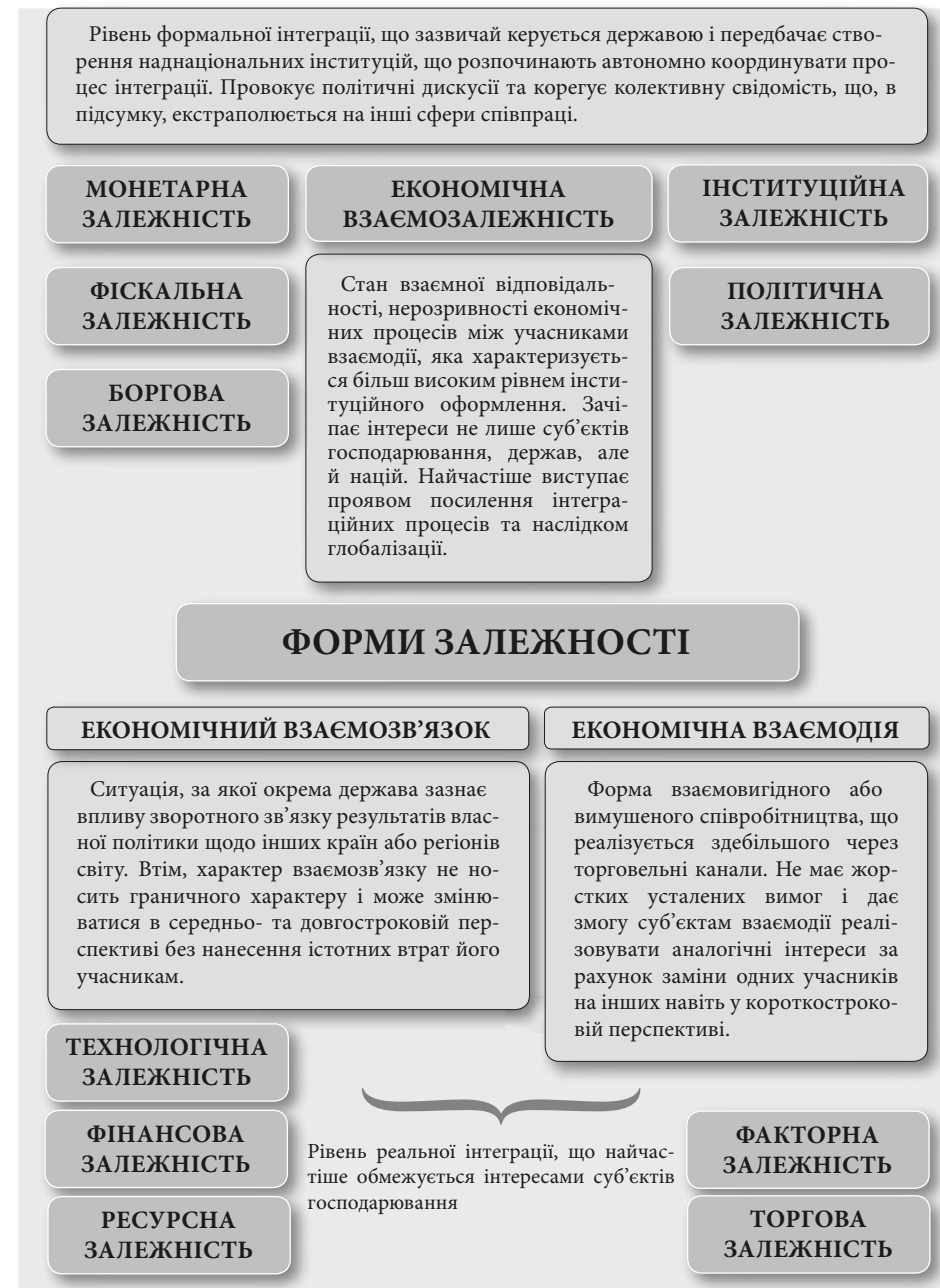 Рівень формальної інтеграції, що зазвичай керується державою і передбачає ство-
рення наднаціональних інституцій, що розпочинають автономно координувати про-
цес інтеграції. Провокує політичні дискусії та корегує колективну свідомість, що, в
підсумку, екстраполюється на інші сфери співпраці.
МОНЕТАРНА
ЗАЛЕЖНІСТЬ
ЕКОНОМІЧНА
ВЗАЄМОЗАЛЕЖНІСТЬ
ІНСТИТУЦІЙНА
ЗАЛЕЖНІСТЬ
ФІСКАЛЬНА
ЗАЛЕЖНІСТЬ
БОРГОВА
ЗАЛЕЖНІСТЬ
Стан взаємної відповідаль-
ності, нерозривності економіч-
них процесів між учасниками
взаємодії, яка характеризуєть-
ся більш високим рівнем інсти-
туційного оформлення. Зачі-
пає інтереси не лише суб’єктів
господарювання, держав, але
й націй. Найчастіше виступає
проявом посилення інтегра-
ційних процесів та наслідком
глобалізації.
ПОЛІТИЧНА
ЗАЛЕЖНІСТЬ
ФОРМИ ЗАЛЕЖНОСТІ
ЕКОНОМІЧНИЙ ВЗАЄМОЗВ’ЯЗОК
Ситуація, за якої окрема держава зазнає
впливу зворотного зв’язку результатів влас-
ної політики щодо інших країн або регіонів
світу. Втім, характер взаємозв’язку не но-
сить граничного характеру і може зміню-
ватися в середньо- та довгостроковій пер-
спективі без нанесення істотних втрат його
учасникам.
ЕКОНОМІЧНА ВЗАЄМОДІЯ
Форма взаємовигідного або
вимушеного співробітництва, що
реалізується здебільшого через
торговельні канали. Не має жор-
стких усталених вимог і дає
змогу суб’єктам взаємодії реалі-
зовувати аналогічні інтереси за
рахунок заміни одних учасників
на інших навіть у короткостроко-
вій перспективі.
ТЕХНОЛОГІЧНА
ЗАЛЕЖНІСТЬ
ФІНАНСОВА
ЗАЛЕЖНІСТЬ
РЕСУРСНА
ЗАЛЕЖНІСТЬ
Рівень реальної інтеграції, що найчас-
тіше обмежується інтересами суб’єктів
господарювання
ФАКТОРНА
ЗАЛЕЖНІСТЬ
ТОРГОВА
ЗАЛЕЖНІСТЬ